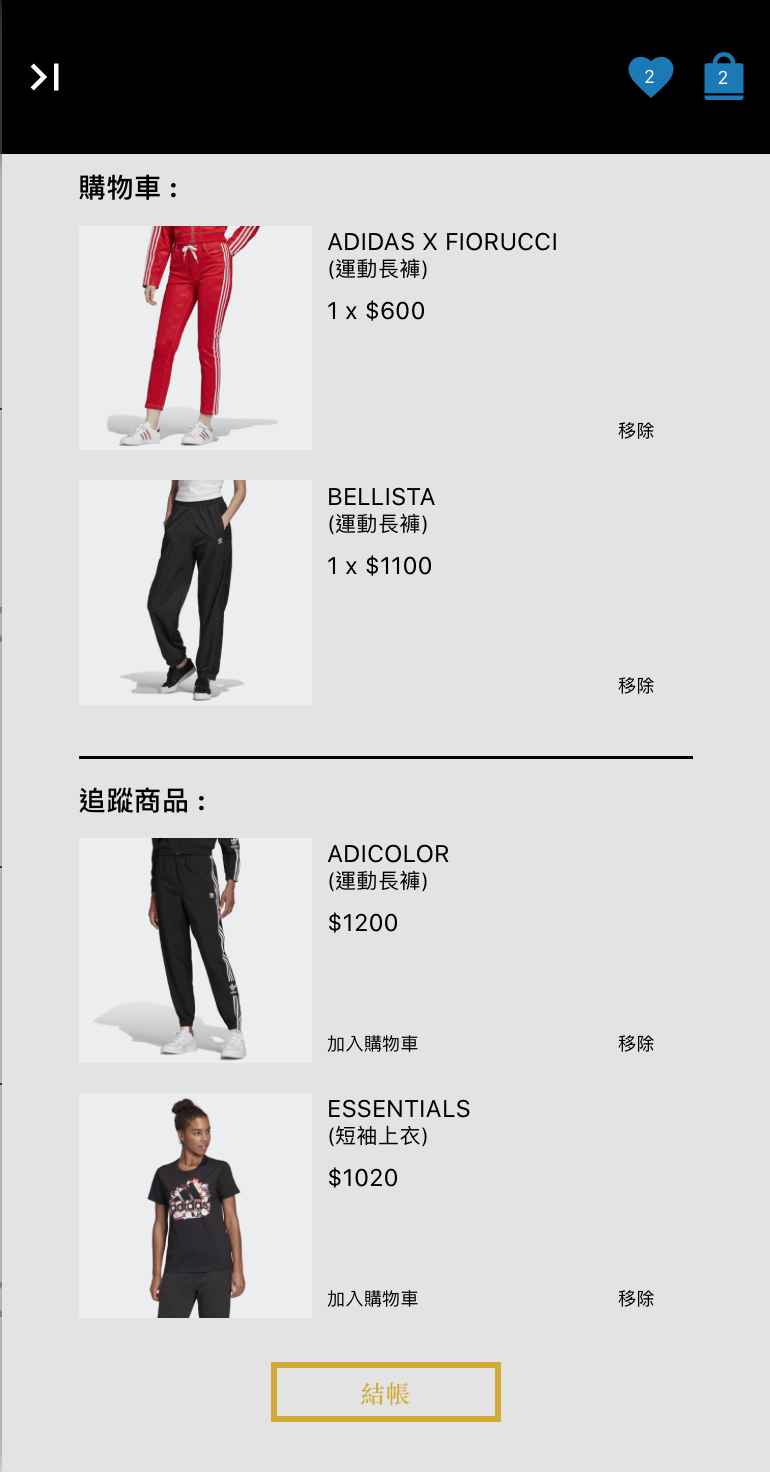 2
2
購物車 :
ADIDAS X FIORUCCI
(運動長褲)
1 x $600
移除
BELLISTA
(運動長褲)
1 x $1100
移除
追蹤商品 :
ADICOLOR
(運動長褲)
$1200
加入購物車
移除
adidas
ESSENTIALS
(短袖上衣)
$1020
加入購物車
移除
結帳